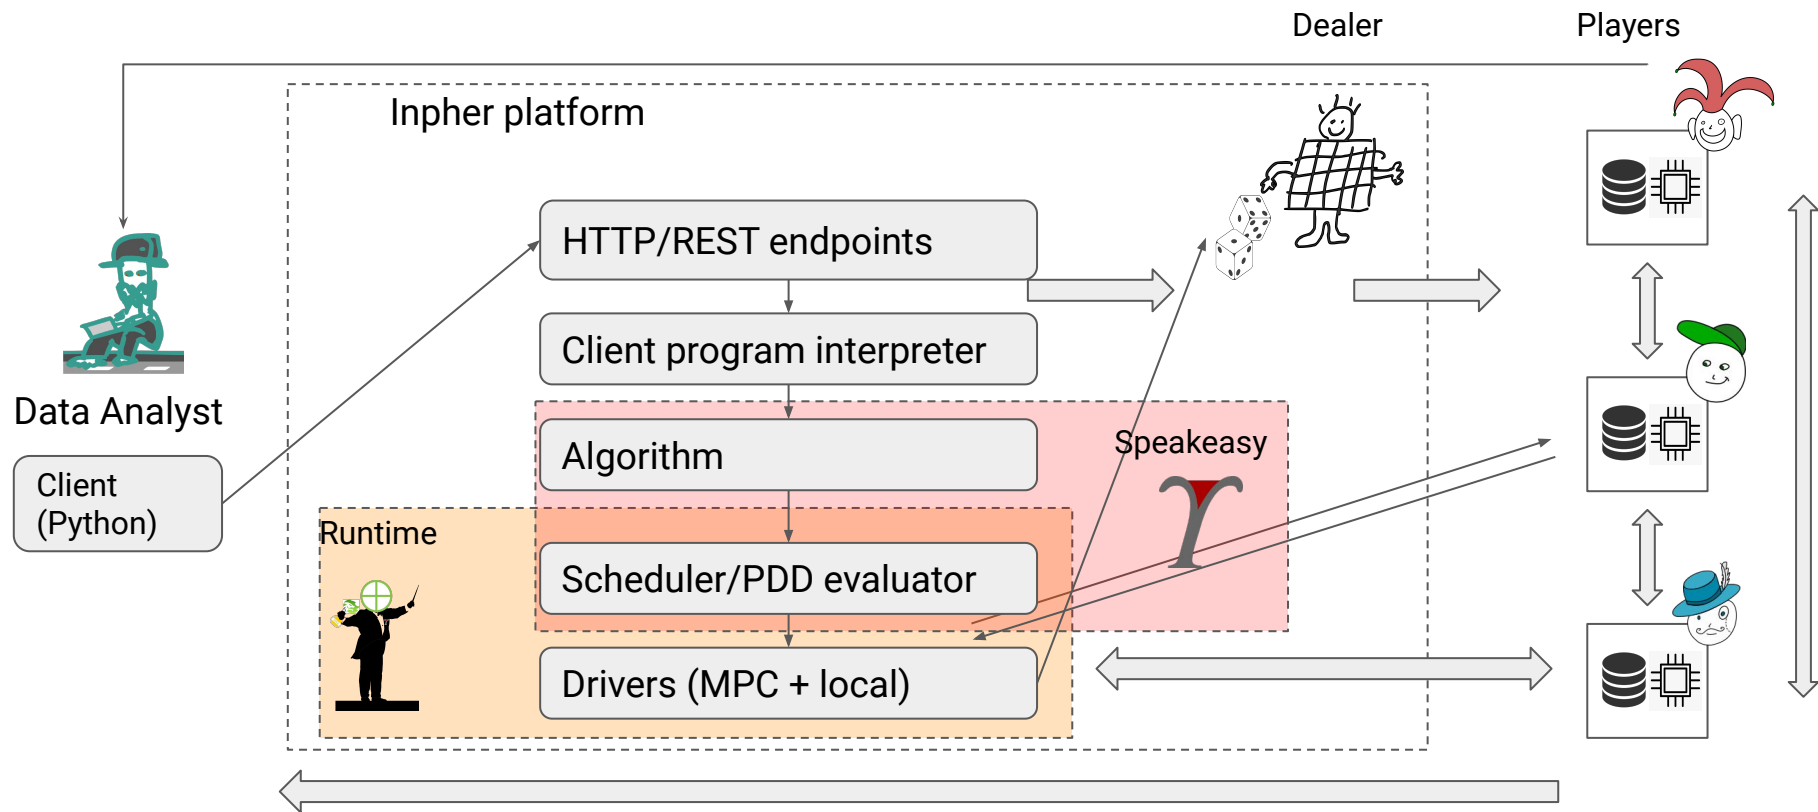 Dealer
Players
Inpher platform
HTTP/REST endpoints
Client program interpreter
Data Analyst
Algorithm
Speakeasy
Client
(Python)
Runtime
Scheduler/PDD evaluator
Drivers (MPC + local)